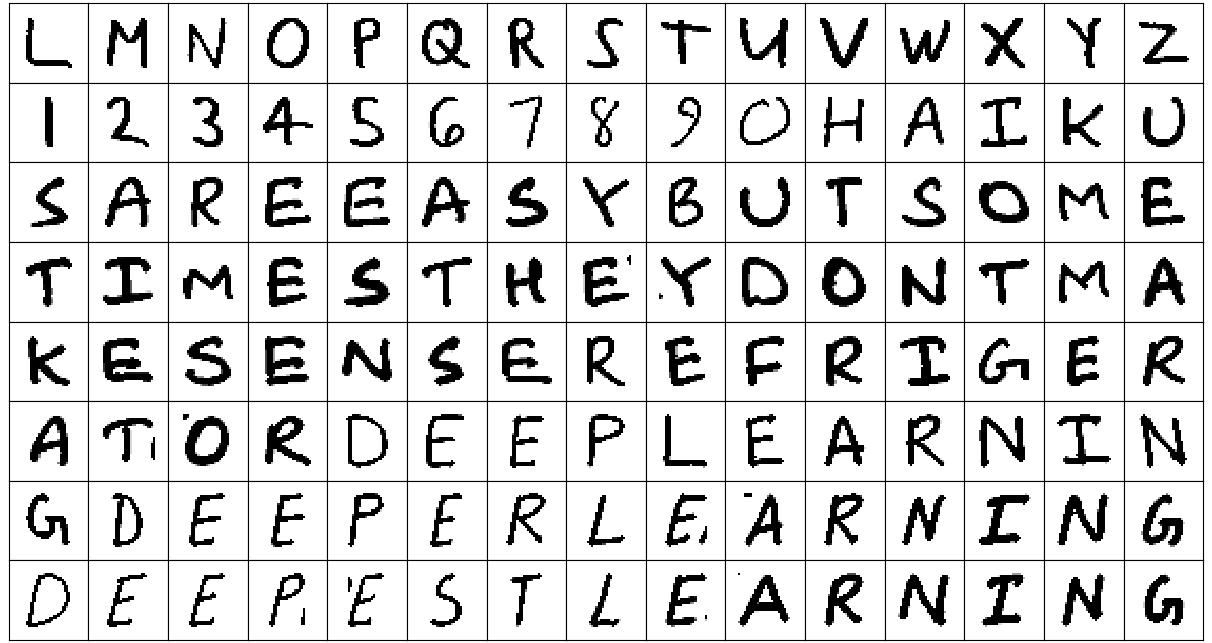 L M N O P Q R S T U V W X Y Z
1 2 3 4 5 6 7 8 9 0 H A I K U
S A R E E A S Y B U T S O M E
T I M E S T H E Y D O N T M A
K E S E N S E R E F R I G E R
A T O R D E E P L E A R N I N
G D E E P E R L E A R N I N G
D E E P E S T L E A R N I N G